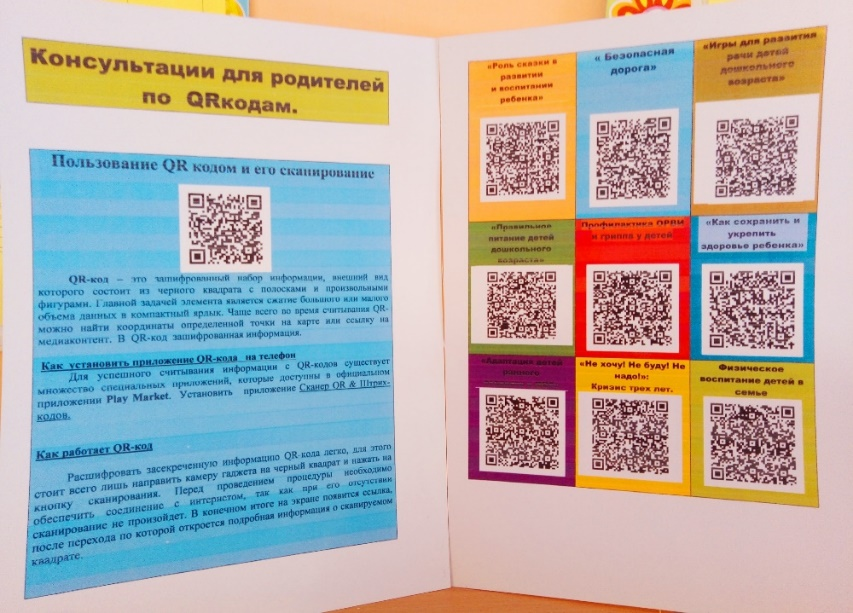 Консультации для родителей
по QRкодам.
Пользование QR кодом и его сканирование
QR-код – это зашифрованный набор информации, внешний вид
которого состоит из черного квадрата с полосками и произвольными
фигурами. Главной задачей элемента является сжатие большого или малого
объема данных в компактный ярлык. Чаще всего во время считывания QR-
можно найти координаты определенной точки на карте или ссылку на
медиаконтент. В QR зашифрованная информация.
Как установить приложение QR-кода на телефон
Для успешного считывания информации с QR-кодов существует
множество специальных приложений, которые доступны в официальном
приложении Play Market. Установить приложение Сканер QR & Штрих-
кодов.
Как работает QR-код
Расшифровать засекреченную информацию QR-кода легко, для этого
стоит всего лишь направить камеру гаджета на черный квадрат и нажать на
кнопку сканирования. Перед проведением процедуры необходимо
обеспечить соединение с интернетом, так как при его отсутствии
сканирование не произойдет. В конечном итоге на экране появится ссылка,
после перехода по которой откроется подробная информация о сканируемом
квадрате.
«Роль сказки в
развитии
и воспитании
ребенка»
« Безопасная
дорога»
«Игры для развития
речи детей
дошкольного
возраста»
«Правильное
питание детей
дошкольного
возраста»
Профилактика ОРВИ
и гриппа у детей
«Как сохранить и
укрепить
здоровье ребенка»
«Адаптация детей
раннего
«Не хочу! Не буду! Не
надо!»:
Кризис трех лет.
Физическое
воспитание детей в
семье